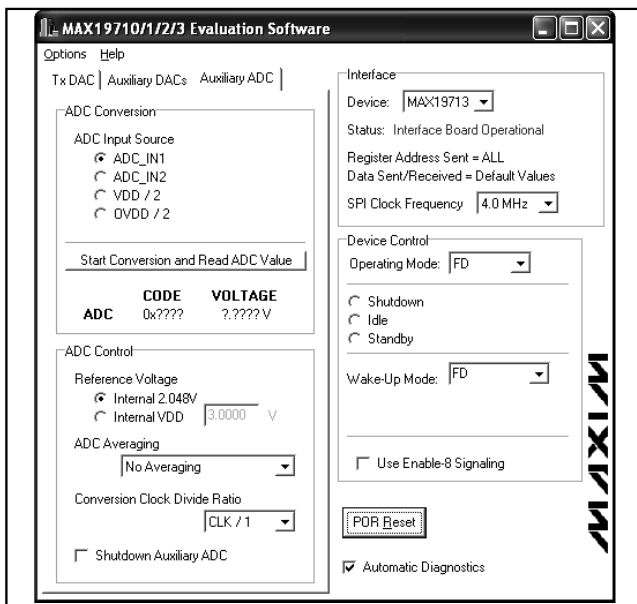 MAX19710/1/2/3 Evaluation Software
Options Help
Tx DAC Auxiliary DACs Auxiliary ADC
ADC Conversion
ADC Input Source
ADC_IN1
ADC_IN2
VDD / 2
OVDD / 2
Start Conversion and Read ADC Value
CODE VOLTAGE
ADC 0x???? ?.???? V
ADC Control
Reference Voltage
Internal 2.048V
Internal VDD 3.0000 V
ADC Averaging
No Averaging
Conversion Clock Divide Ratio
CLK / 1
Shutdown Auxiliary ADC
Interface
Device: MAX19713
Status: Interface Board Operational
Register Address Sent = ALL
Data Sent/Received = Default Values
SPI Clock Frequency 4.0 MHz
Device Control
Operating Mode: FD
Shutdown
Idle
Standby
Wake-Up Mode: FD
Use Enable-8 Signaling
POR Reset
Automatic Diagnostics
MAXIM